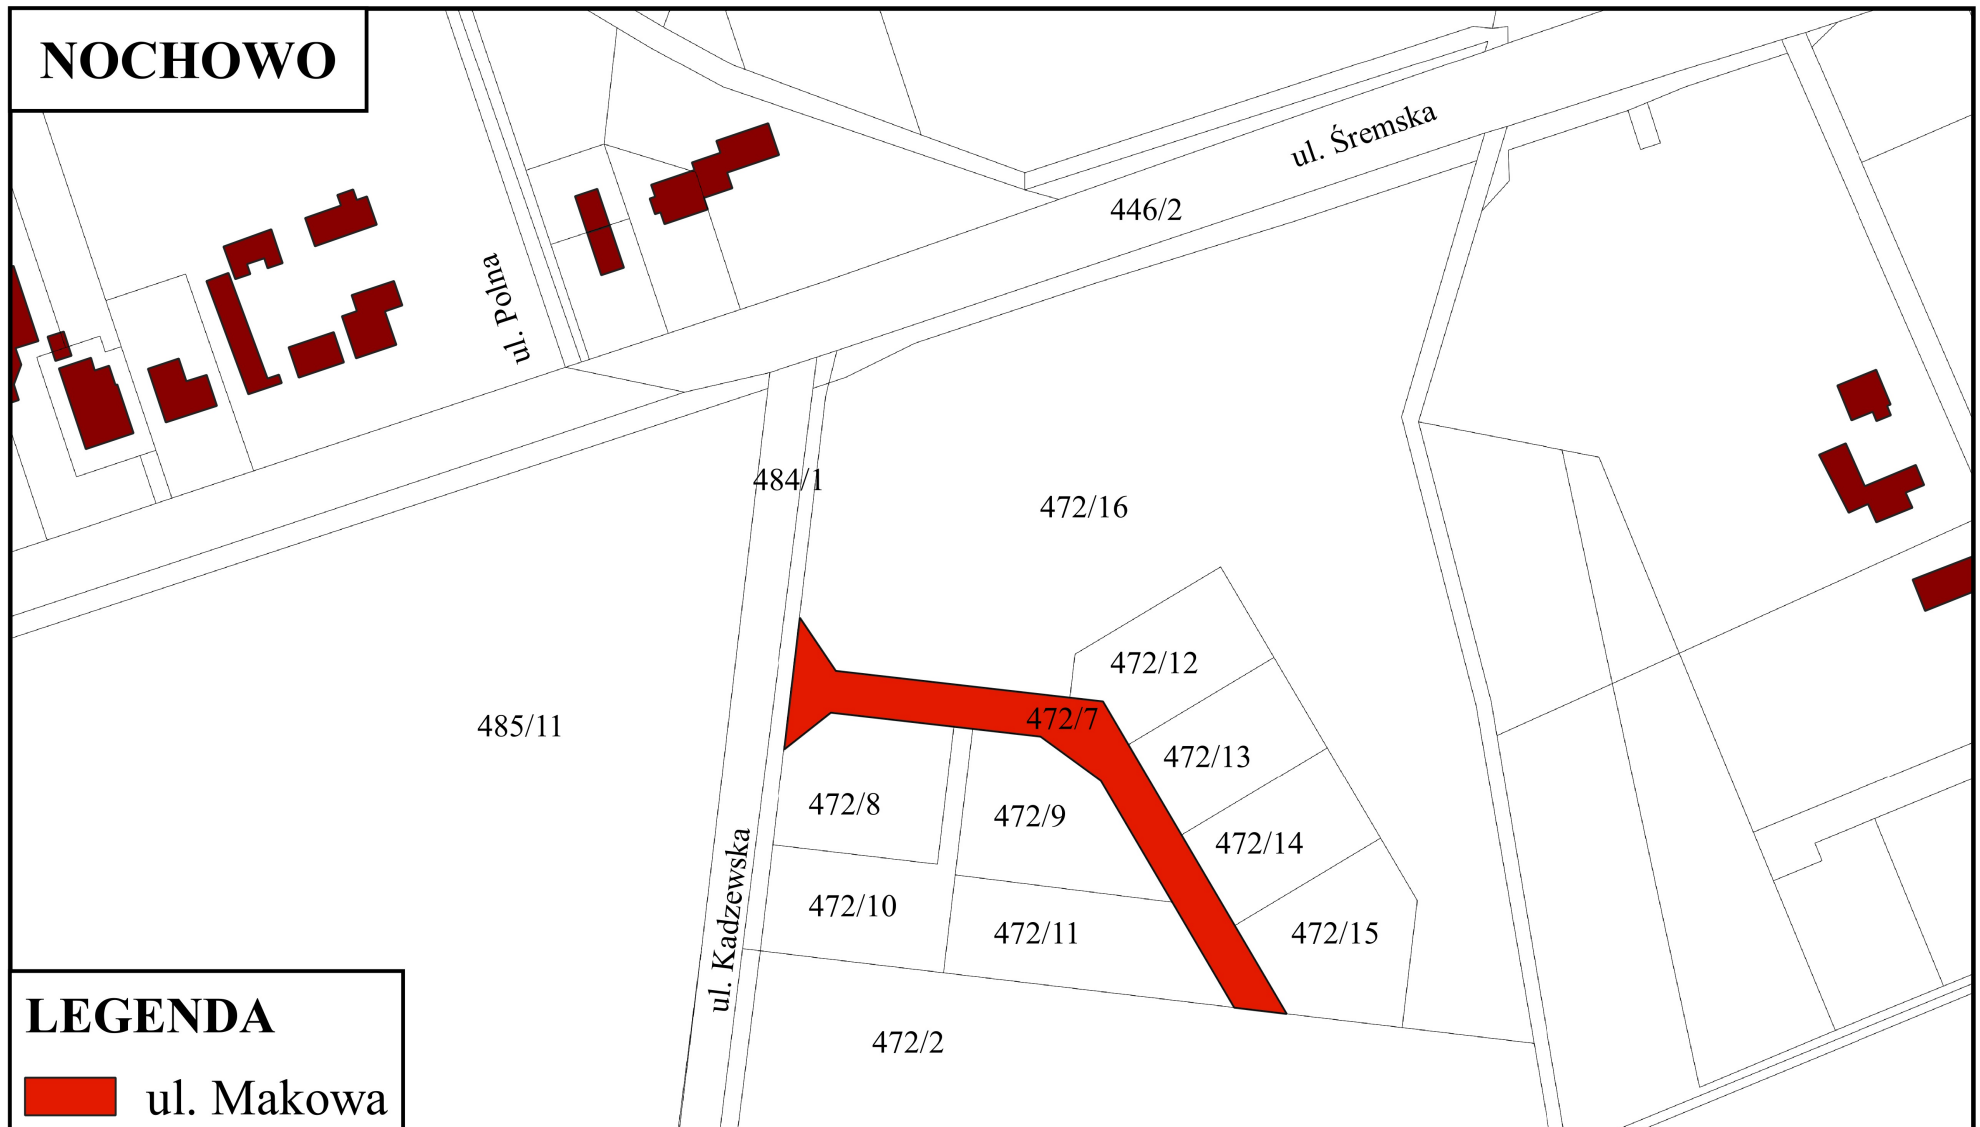 NOCHOWO
ul. Śremska
446/2
ul. Polna
484/1
472/16
472/12
472/7
485/11
472/13
472/8
472/9
472/14
472/10
472/11
472/15
ul. Kadzewska
472/2
LEGENDA
ul. Makowa